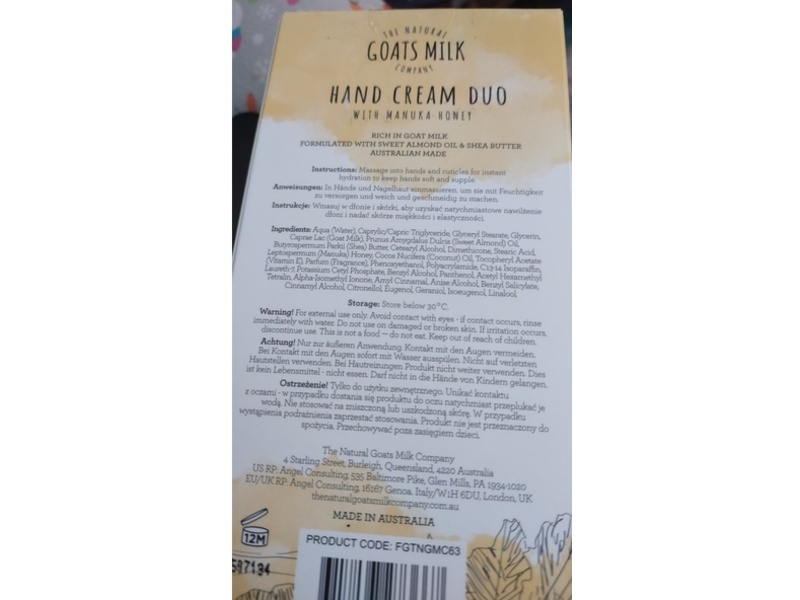 THE NATURAL
GOATS MILK
COMPANY
HAND CREAM DUO
WITH MANUKA HONEY
RICH IN GOAT MILK
FORMULATED WITH SWEET ALMOND OIL & SHEA BUTTER
AUSTRALIAN MADE
Instructions: Massage into hands and cuticles for instant
hydration to keep hands soft and supple.
Anweisungen: In Hände und Nagelhaut einmassieren, um sie mit Feuchtigkeit
zu versorgen und weich und geschmeidig zu machen.
Instrukcje: Wmasuj w dłonie i skórki, aby uzyskać natychmiastowe nawilżenie
dłoni i nadać skórze miękkości i elastyczności.
Ingredients: Aqua (Water), Caprylic/Capric Triglyceride, Glyceryl Stearate, Glycerin,
Caprae Lac (Goat Milk), Prunus Amygdalus Dulcis (Sweet Almond) Oil,
Butyrospermum Parkii (Shea) Butter, Cetearyl Alcohol, Dimethicone, Stearic Acid,
Leptospermum (Manuka) Honey, Cocos Nucifera (Coconut) Oil, Tocopheryl Acetate
(Vitamin E), Parfum (Fragrance), Phenoxyethanol, Polyacrylamide, C13-14 Isoparaffin,
Laureth-7, Potassium Cetyl Phosphate, Benzyl Alcohol, Panthenol, Acetyl Hexamethyl
Tetralin, Alpha-Isomethyl Ionone, Amyl Cinnamal, Anise Alcohol, Benzyl Salicylate,
Cinnamyl Alcohol, Citronellol, Eugenol, Geraniol, Isoeugenol, Linalool.
Storage: Store below 30°C.
Warning! For external use only. Avoid contact with eyes - if contact occurs, rinse
immediately with water. Do not use on damaged or broken skin. If irritation occurs,
discontinue use. This is not a food – do not eat. Keep out of reach of children.
Achtung! Nur zur äußeren Anwendung. Kontakt mit den Augen vermeiden.
Bei Kontakt mit den Augen sofort mit Wasser ausspülen. Nicht auf verletzten
Hautstellen verwenden. Bei Hautreizungen Produkt nicht weiter verwenden. Dies
ist kein Lebensmittel - nicht essen. Darf nicht in die Hände von Kindern gelangen.
Ostrzeżenie! Tylko do użytku zewnętrznego. Unikać kontaktu
z oczami - w przypadku dostania się produktu do oczu natychmiast przepłukać je
wodą. Nie stosować na zniszczoną lub uszkodzoną skórę. W przypadku
wystąpienia podrażnienia zaprzestać stosowania. Produkt nie jest przeznaczony do
spożycia. Przechowywać poza zasięgiem dzieci.
The Natural Goats Milk Company
4 Starling Street, Burleigh, Queensland, 4220 Australia
US RP: Angel Consulting, 535 Baltimore Pike, Glen Mills, PA 1934-1020
EU/UK RP: Angel Consulting, 16167 Genoa, Italy/W1H 6DU, London, UK
thenaturalgoatsmilkcompany.com.au
MADE IN AUSTRALIA
12M
PRODUCT CODE: FGTNGMC63